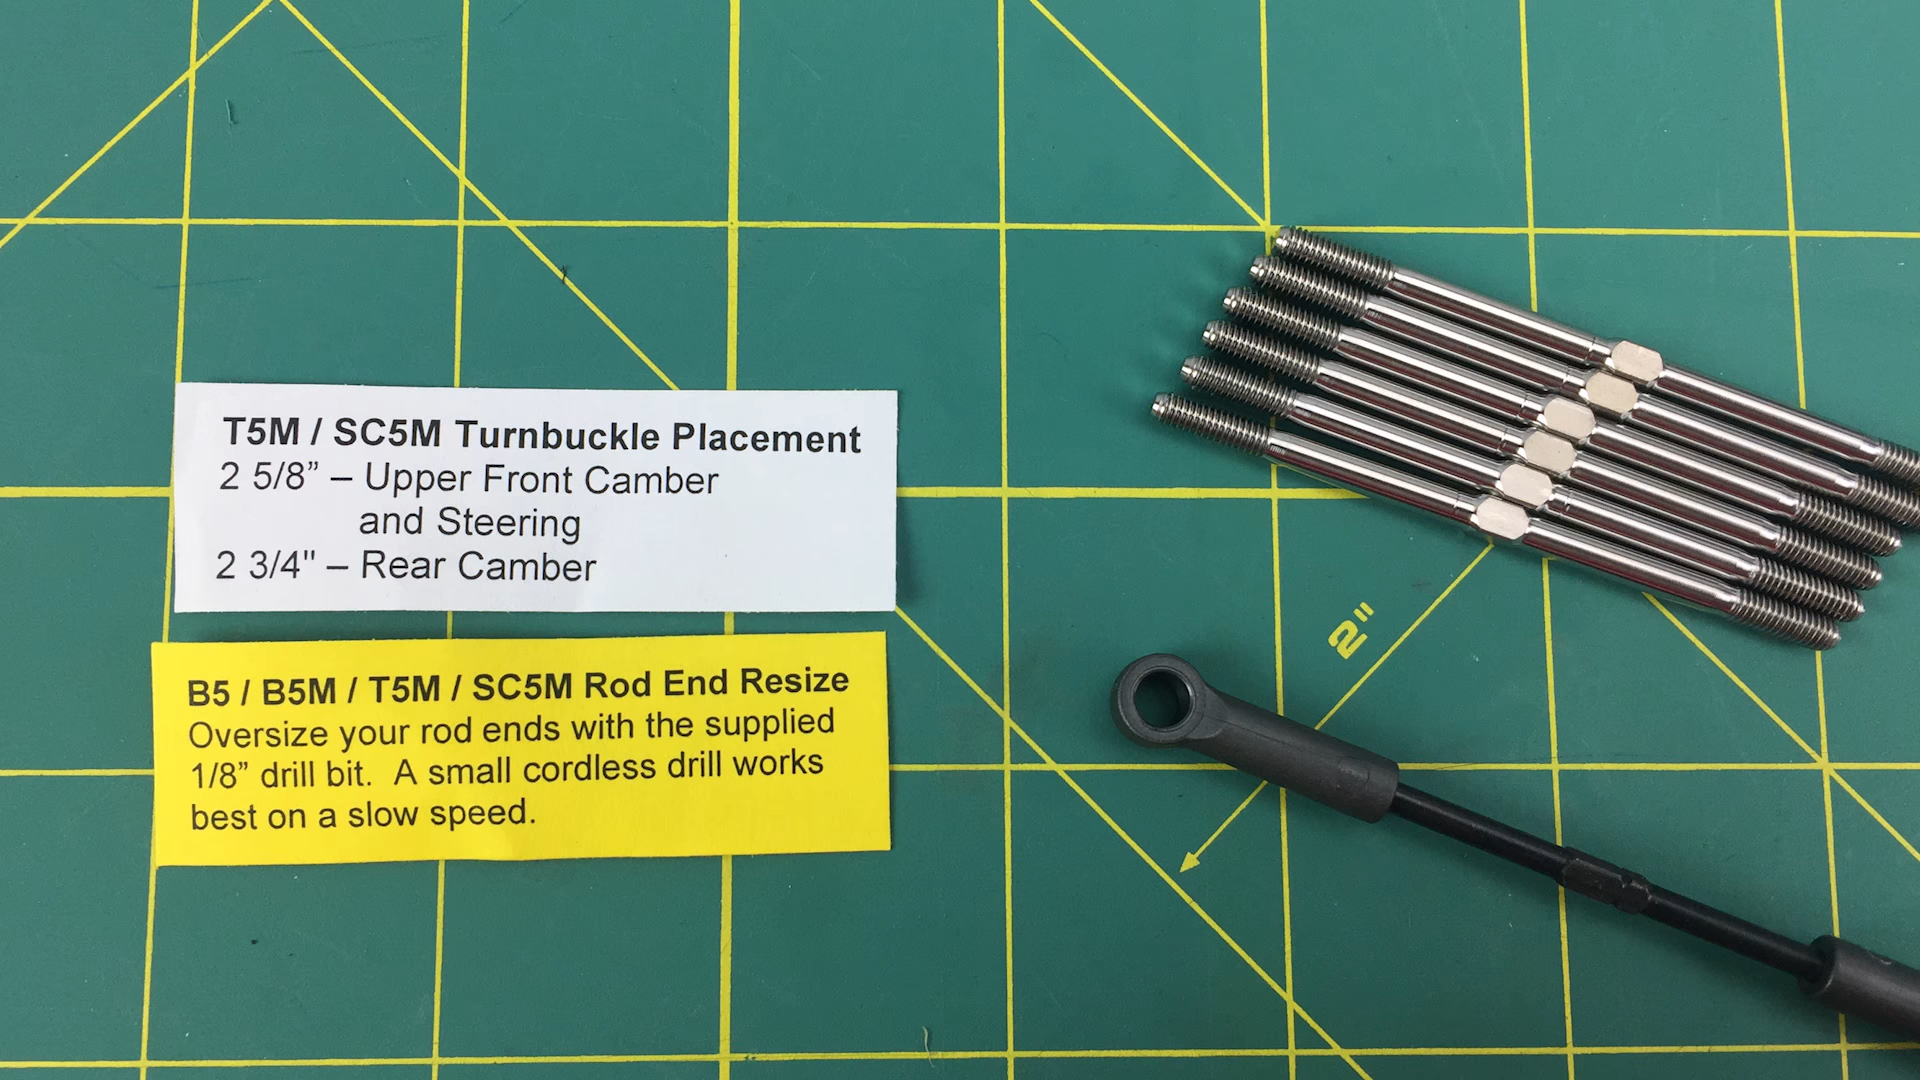 T5M / SC5M Turnbuckle Placement
2 5/8” – Upper Front Camber
and Steering
2 3/4" – Rear Camber
B5 / B5M / T5M / SC5M Rod End Resize
Oversize your rod ends with the supplied
1/8” drill bit.  A small cordless drill works
best on a slow speed.
2"